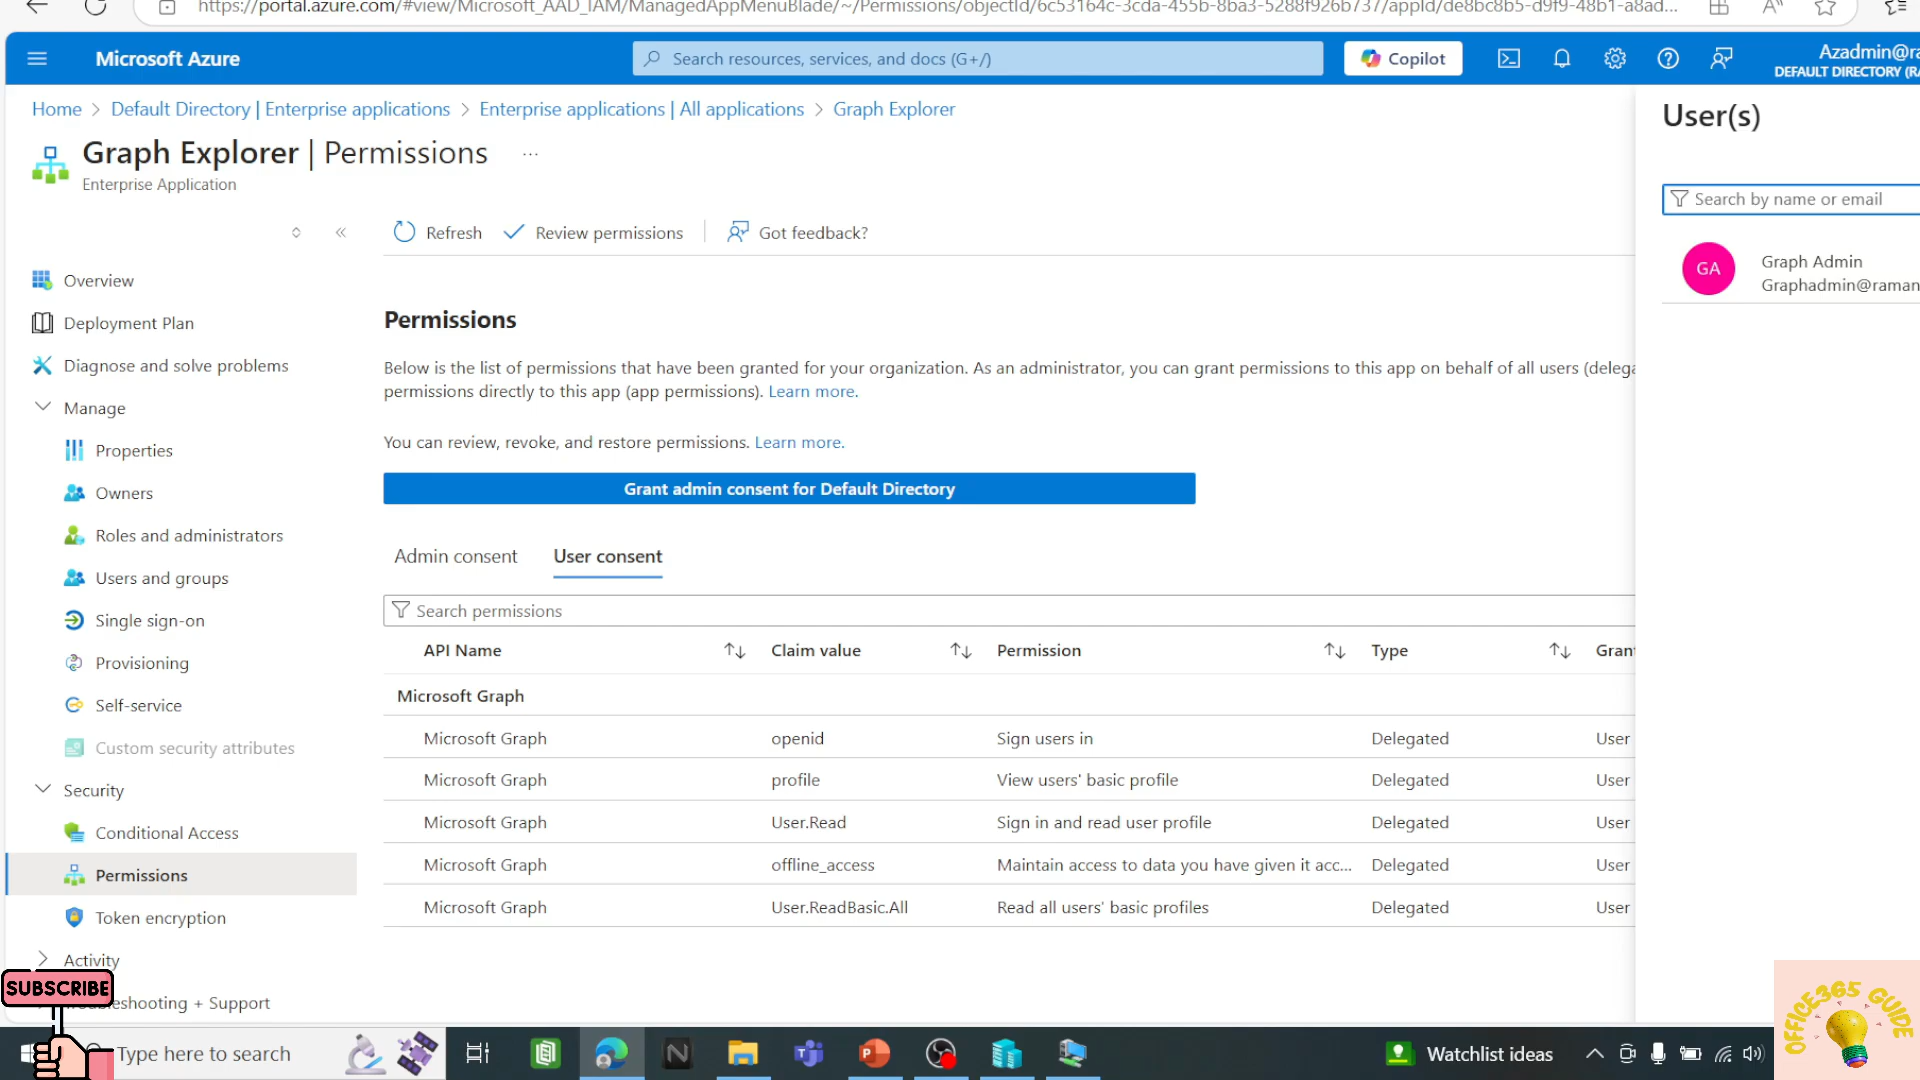 https://portal.azure.com/#view/Microsoft_AAD_IAM/ManagedAppMenuBlade/~/Permissions/objectId/6c53164c-3cda-455b-8ba3-5288f926b737/appId/de8bc8b5-d9f9-48b1-a8ad...
Microsoft Azure
Search resources, services, and docs (G+/)
Copilot
Azadmin@ra
DEFAULT DIRECTORY (RA
Home > Default Directory | Enterprise applications > Enterprise applications | All applications > Graph Explorer
User(s)
Graph Explorer | Permissions ...
Enterprise Application
Search by name or email
Refresh
Review permissions
Got feedback?
GA
Graph Admin
Graphadmin@raman
Overview
Deployment Plan
Diagnose and solve problems
Manage
Properties
Owners
Roles and administrators
Users and groups
Single sign-on
Provisioning
Self-service
Custom security attributes
Security
Conditional Access
Permissions
Token encryption
Activity
eshooting + Support
Permissions
Below is the list of permissions that have been granted for your organization. As an administrator, you can grant permissions to this app on behalf of all users (delega
permissions directly to this app (app permissions). Learn more.
You can review, revoke, and restore permissions. Learn more.
Grant admin consent for Default Directory
Admin consent
User consent
Search permissions
API Name Claim value Permission Type Grant
Microsoft Graph
Microsoft Graph openid Sign users in Delegated User
Microsoft Graph profile View users' basic profile Delegated User
Microsoft Graph User.Read Sign in and read user profile Delegated User
Microsoft Graph offline_access Maintain access to data you have given it acc... Delegated User
Microsoft Graph User.ReadBasic.All Read all users' basic profiles Delegated User
SUBSCRIBE
Type here to search
Watchlist ideas
OFFICE365 GUIDE